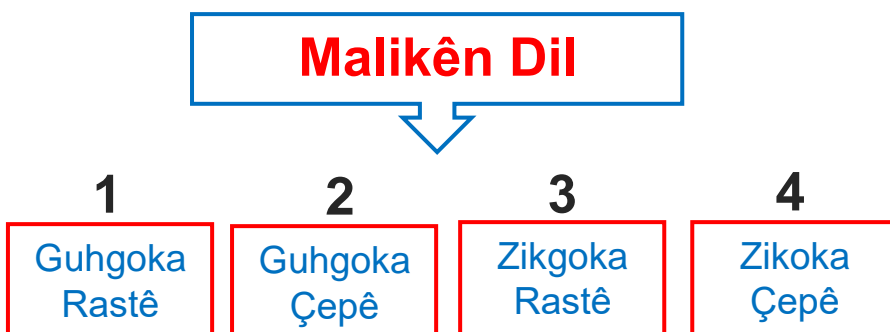 Malikên Dil
1
2
3
4
Guhgoka
Rastê
Guhgoka
Çepê
Zikgoka
Rastê
Zikoka
Çepê